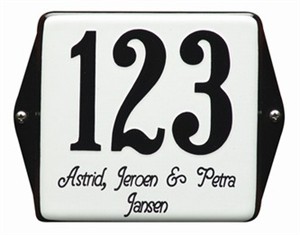 123
Astrid, Jeroen & Petra
Jansen